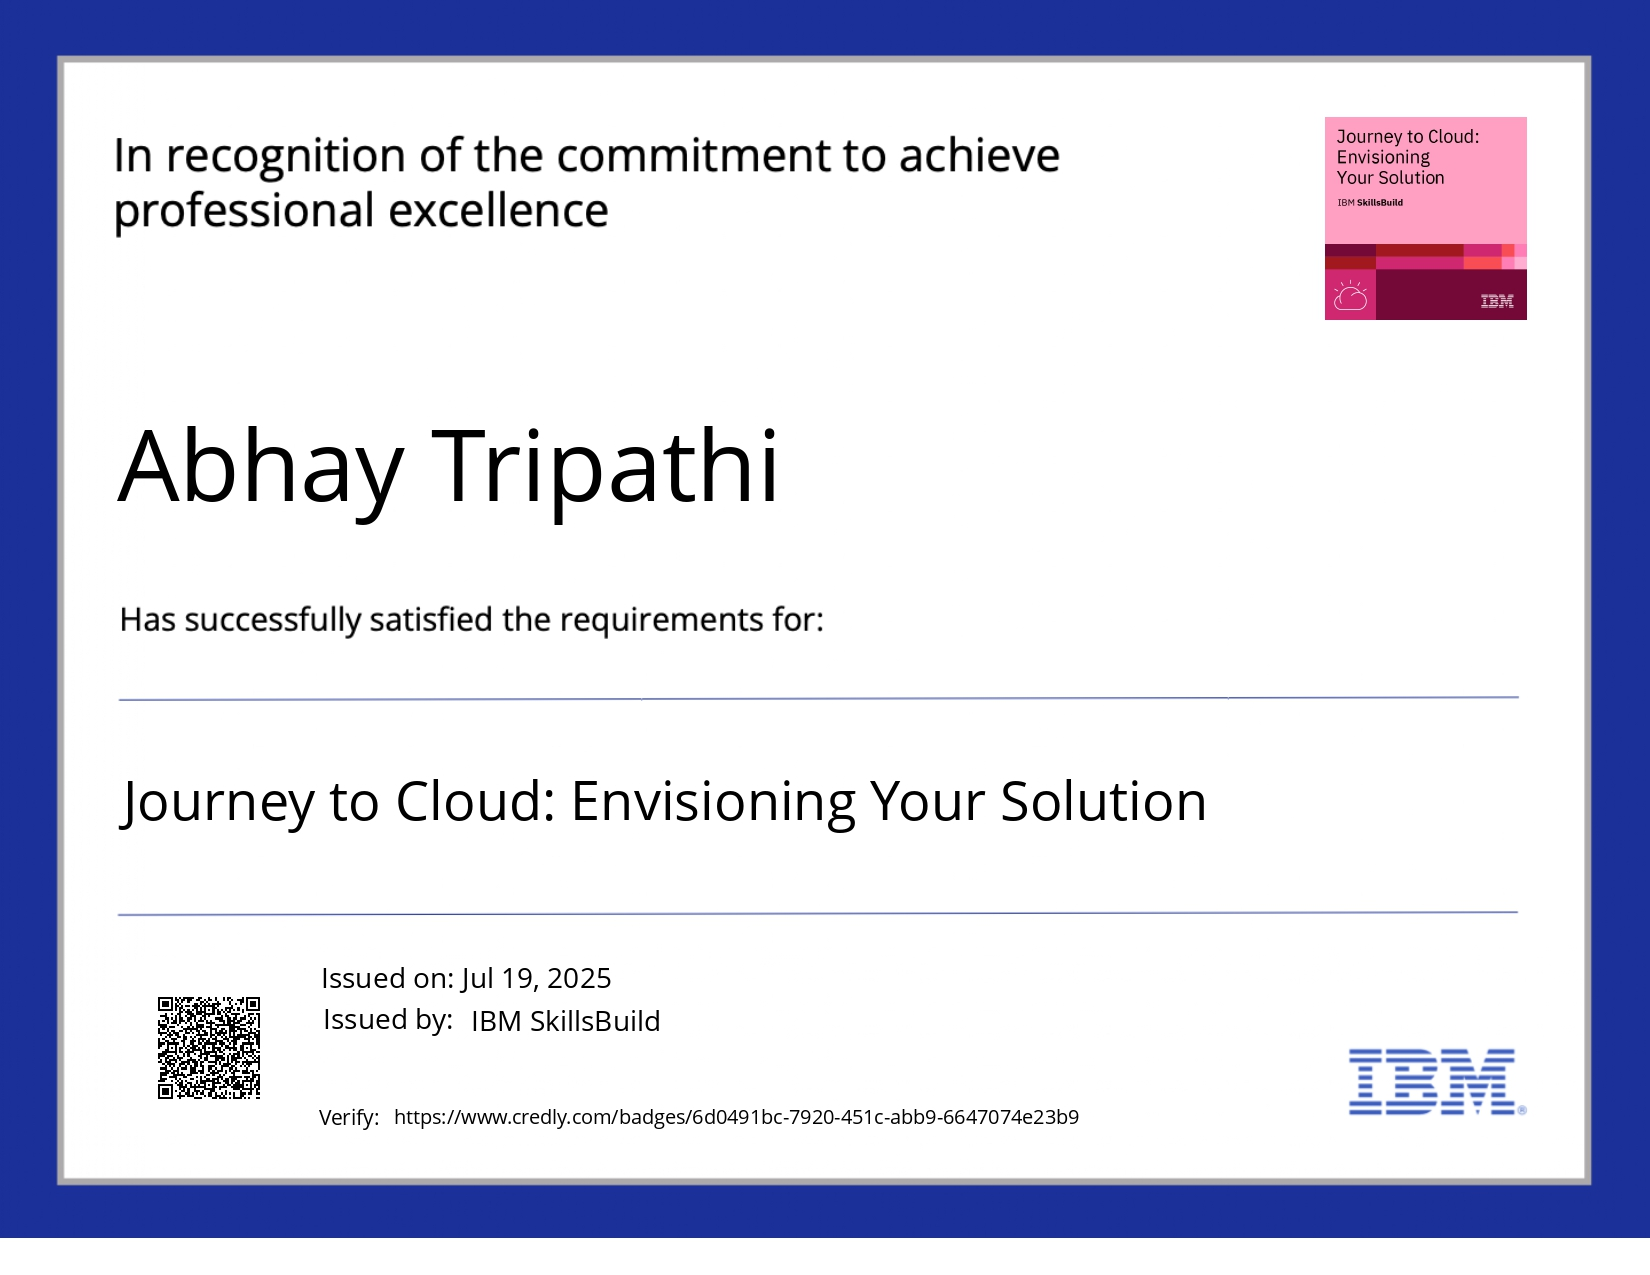 In recognition of the commitment to achieve
professional excellence
Journey to Cloud:
Envisioning
Your Solution
IBM SkillsBuild
IBM
Abhay Tripathi
Has successfully satisfied the requirements for:
Journey to Cloud: Envisioning Your Solution
Issued on: Jul 19, 2025
Issued by: IBM SkillsBuild
Verify: https://www.credly.com/badges/6d0491bc-7920-451c-abb9-6647074e23b9
IBM®